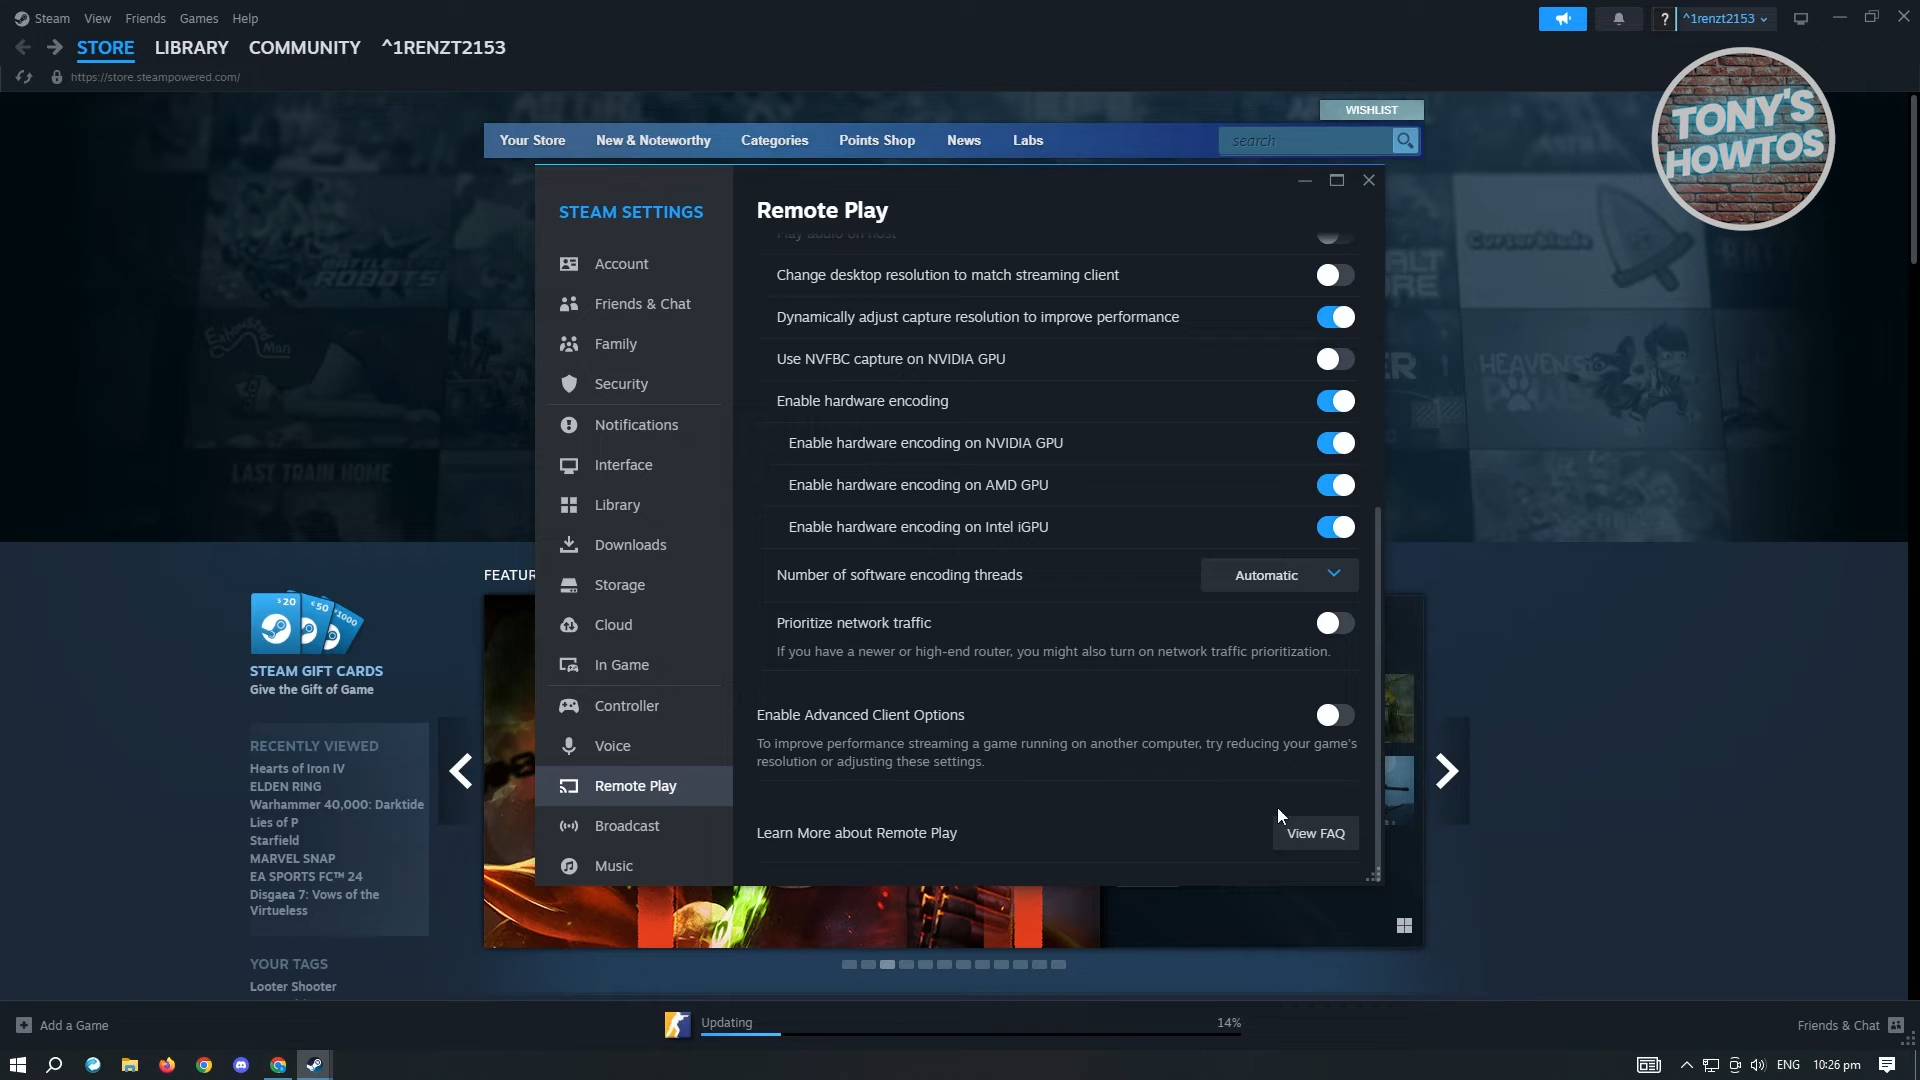 Steam View Friends Games Help
? ^1renzt2153
STORE LIBRARY COMMUNITY ^1RENZT2153
https://store.steampowered.com/
TONY'S
HOWTOS
WISHLIST
Your Store New & Noteworthy Categories Points Shop News Labs
search
STEAM SETTINGS
Account
Friends & Chat
Family
Security
Notifications
Interface
Library
Downloads
Storage
Cloud
In Game
Controller
Voice
Remote Play
Broadcast
Music
Remote Play
Play audio on host
Change desktop resolution to match streaming client
Dynamically adjust capture resolution to improve performance
Use NVFBC capture on NVIDIA GPU
Enable hardware encoding
Enable hardware encoding on NVIDIA GPU
Enable hardware encoding on AMD GPU
Enable hardware encoding on Intel iGPU
Number of software encoding threads Automatic
Prioritize network traffic
If you have a newer or high-end router, you might also turn on network traffic prioritization.
Enable Advanced Client Options
To improve performance streaming a game running on another computer, try reducing your game's
resolution or adjusting these settings.
Learn More about Remote Play View FAQ
ROBOTS
LAST TRAIN HOME
Cursorblade
HEAVEN'S
FEATUR
$20 €50 ¥1000
STEAM GIFT CARDS
Give the Gift of Game
RECENTLY VIEWED
Hearts of Iron IV
ELDEN RING
Warhammer 40,000: Darktide
Lies of P
Starfield
MARVEL SNAP
EA SPORTS FC™ 24
Disgaea 7: Vows of the
Virtueless
YOUR TAGS
Looter Shooter
Add a Game
Updating 14%
Friends & Chat
ENG 10:26 pm